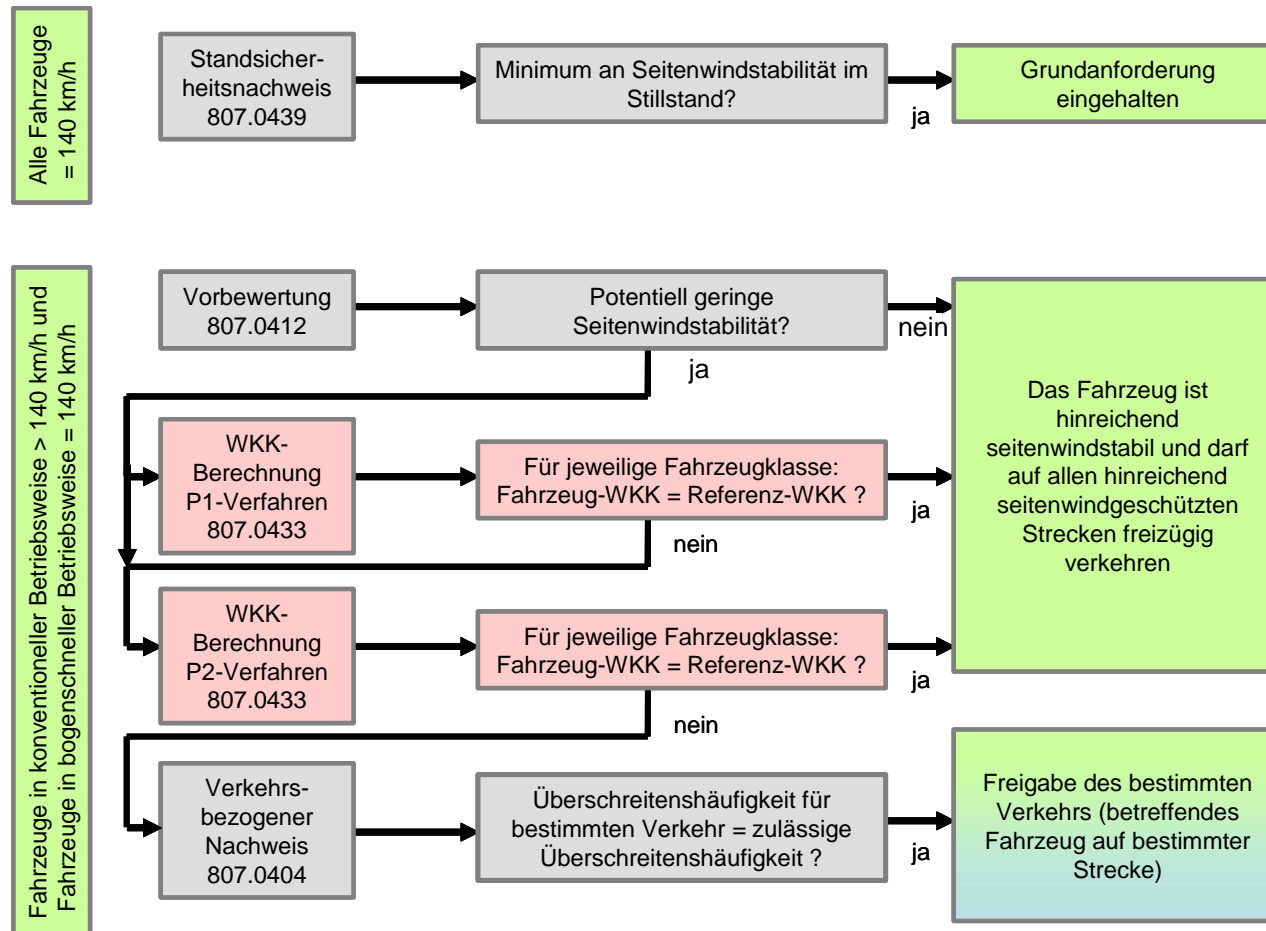 Alle Fahrzeuge
= 140 km/h
Standsicher-
heitsnachweis
807.0439
Minimum an Seitenwindstabilität im
Stillstand?
ja
Grundanforderung
eingehalten
Fahrzeuge in konventioneller Betriebsweise > 140 km/h und
Fahrzeuge in bogenschneller Betriebsweise = 140 km/h
Vorbewertung
807.0412
Potentiell geringe
Seitenwindstabilität?
nein
ja
Das Fahrzeug ist
hinreichend
seitenwindstabil und darf
auf allen hinreichend
seitenwindgeschützten
Strecken freizügig
verkehren
WKK-
Berechnung
P1-Verfahren
807.0433
Für jeweilige Fahrzeugklasse:
Fahrzeug-WKK = Referenz-WKK ?
ja
nein
WKK-
Berechnung
P2-Verfahren
807.0433
Für jeweilige Fahrzeugklasse:
Fahrzeug-WKK = Referenz-WKK ?
ja
nein
Verkehrs-
bezogener
Nachweis
807.0404
Überschreitenshäufigkeit für
bestimmten Verkehr = zulässige
Überschreitenshäufigkeit ?
ja
Freigabe des bestimmten
Verkehrs (betreffendes
Fahrzeug auf bestimmter
Strecke)